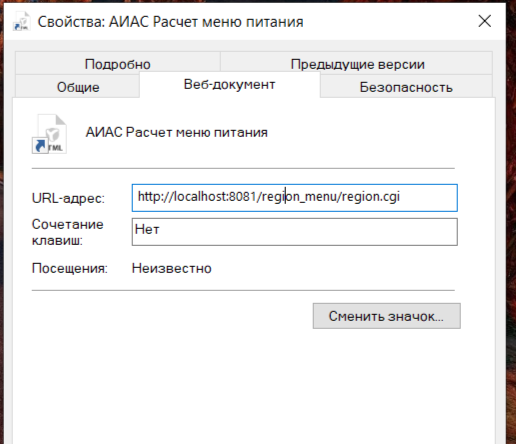 Свойства: АИАС Расчет меню питания
Подробно
Предыдущие версии
Общие
Веб-документ
Безопасность
TML
АИАС Расчет меню питания
URL-адрес:
http://localhost:8081/region_menu/region.cgi
Сочетание
клавиш:
Нет
Посещения:
Неизвестно
Сменить значок...